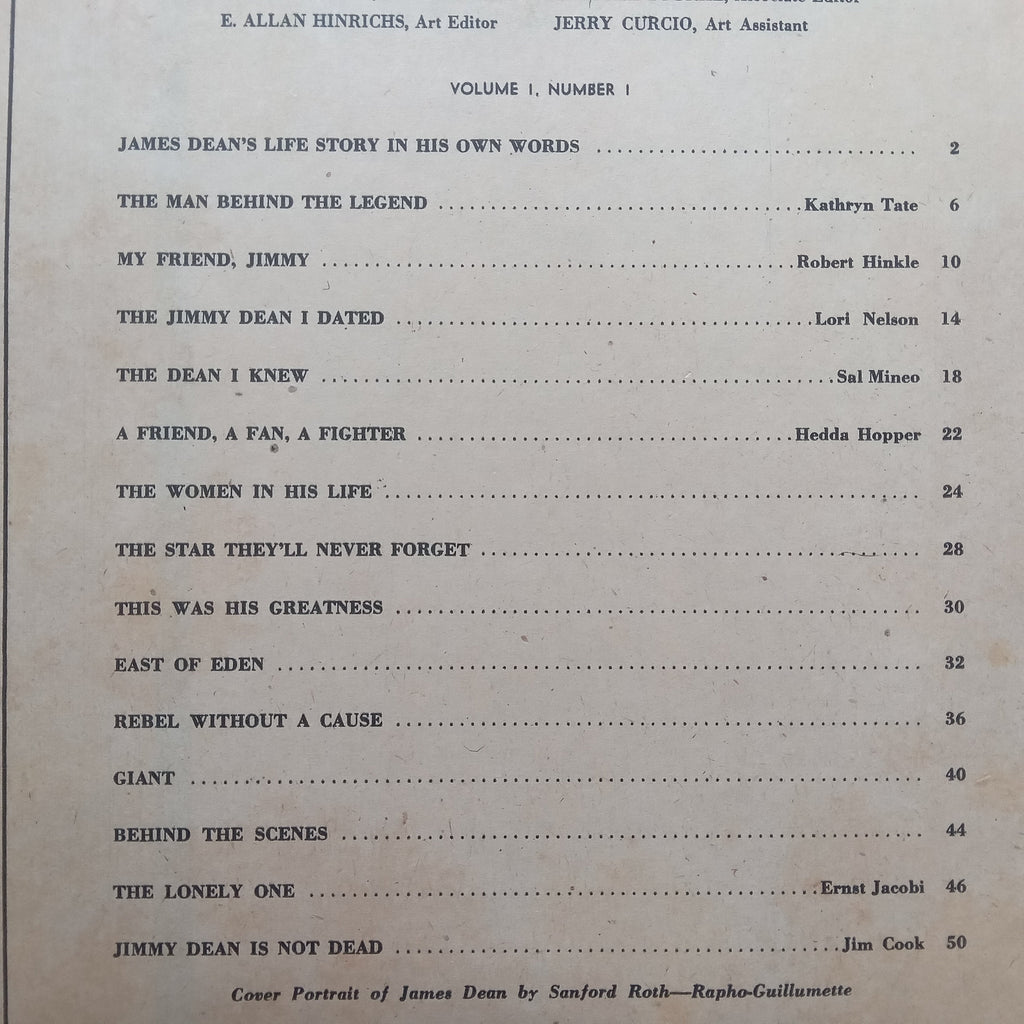 Associate Editor
E. ALLAN HINRICHS, Art Editor JERRY CURCIO, Art Assistant
VOLUME 1, NUMBER 1
JAMES DEAN'S LIFE STORY IN HIS OWN WORDS .............................. 2
THE MAN BEHIND THE LEGEND ..................................Kathryn Tate 6
MY FRIEND, JIMMY ............................................Robert Hinkle 10
THE JIMMY DEAN I DATED .......................................Lori Nelson 14
THE DEAN I KNEW ................................................Sal Mineo 18
A FRIEND, A FAN, A FIGHTER ...................................Hedda Hopper 22
THE WOMEN IN HIS LIFE .................................................. 24
THE STAR THEY'LL NEVER FORGET ......................................... 28
THIS WAS HIS GREATNESS ................................................. 30
EAST OF EDEN ............................................................ 32
REBEL WITHOUT A CAUSE ................................................. 36
GIANT .................................................................... 40
BEHIND THE SCENES ...................................................... 44
THE LONELY ONE ................................................Ernst Jacobi 46
JIMMY DEAN IS NOT DEAD .........................................Jim Cook 50
Cover Portrait of James Dean by Sanford Roth—Rapho-Guillumette